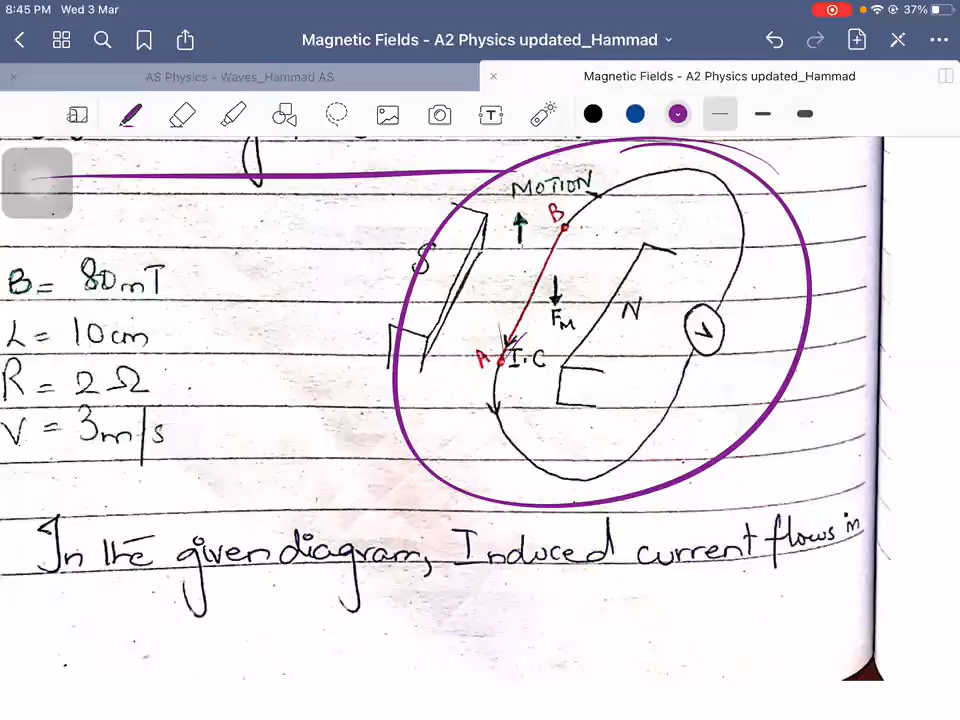 8:45 PM Wed 3 Mar
37%
Magnetic Fields - A2 Physics updated_Hammad
AS Physics - Waves_Hammad AS
Magnetic Fields - A2 Physics updated_Hammad
T
MOTION
B
S
B = 80mT
N
FM
V
L = 10cm
A I.C
R = 2Ω
V = 3m/s
In the given diagram, Induced current flows in